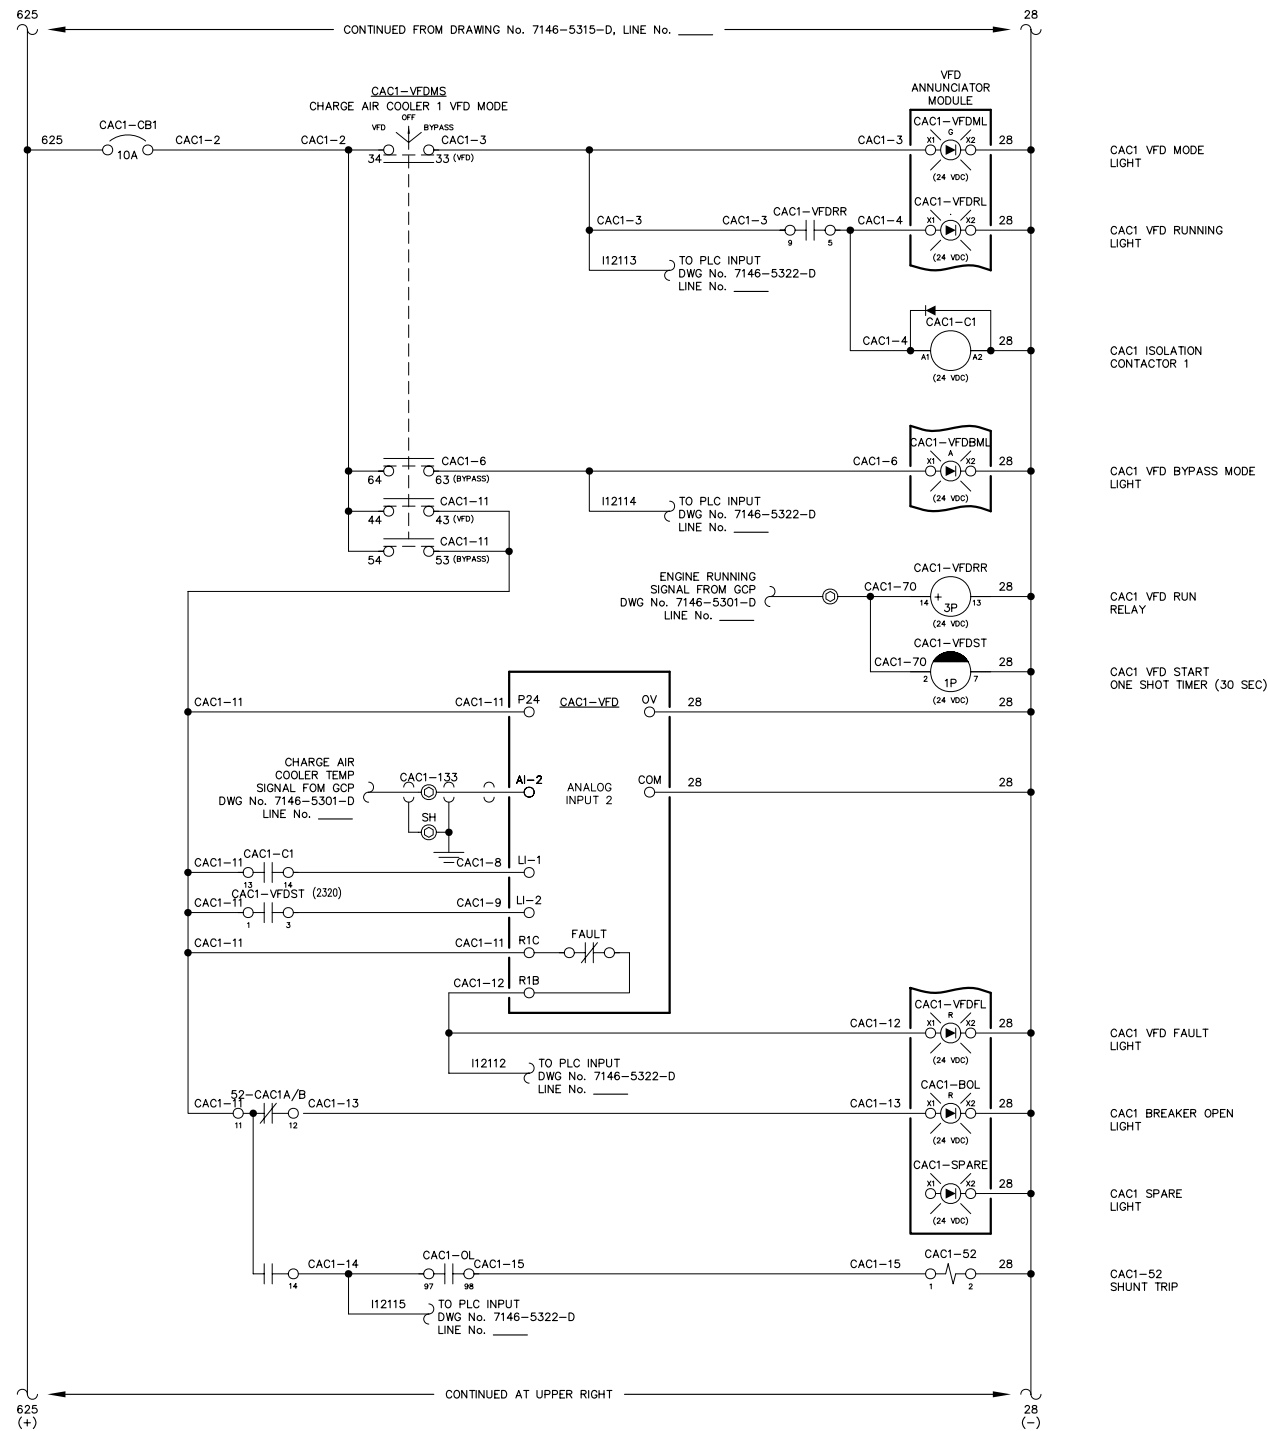 625
28
CONTINUED FROM DRAWING No. 7146-5315-D, LINE No. _____
CAC1-VFDMS
CHARGE AIR COOLER 1 VFD MODE
OFF
VFD
BYPASS
VFD
ANNUNCIATOR
MODULE
625
CAC1-CB1
10A
CAC1-2
CAC1-2
34
33 (VFD)
CAC1-3
CAC1-3
CAC1-VFDML
G
X1
X2
(24 VDC)
28
CAC1 VFD MODE
LIGHT
CAC1-3
CAC1-3
CAC1-VFDRR
9
5
CAC1-4
CAC1-VFDRL
X1
X2
(24 VDC)
28
CAC1 VFD RUNNING
LIGHT
I12113
TO PLC INPUT
DWG No. 7146-5322-D
LINE No. _____
CAC1-4
CAC1-C1
A1
A2
(24 VDC)
28
CAC1 ISOLATION
CONTACTOR 1
64
63 (BYPASS)
CAC1-6
CAC1-6
CAC1-VFDBML
A
X1
X2
(24 VDC)
28
CAC1 VFD BYPASS MODE
LIGHT
44
43 (VFD)
CAC1-11
I12114
TO PLC INPUT
DWG No. 7146-5322-D
LINE No. _____
54
53 (BYPASS)
CAC1-11
ENGINE RUNNING
SIGNAL FROM GCP
DWG No. 7146-5301-D
LINE No. _____
CAC1-70
CAC1-VFDRR
14
+
3P
13
(24 VDC)
28
CAC1 VFD RUN
RELAY
CAC1-70
CAC1-VFDST
2
1P
7
(24 VDC)
28
CAC1 VFD START
ONE SHOT TIMER (30 SEC)
CAC1-11
CAC1-11
P24
CAC1-VFD
OV
28
28
CHARGE AIR
COOLER TEMP
SIGNAL FOM GCP
DWG No. 7146-5301-D
LINE No. _____
CAC1-133
SH
AI-2
ANALOG
INPUT 2
COM
28
28
CAC1-11
CAC1-C1
13
14
CAC1-8
LI-1
CAC1-11
CAC1-VFDST (2320)
1
3
CAC1-9
LI-2
CAC1-11
CAC1-11
R1C
FAULT
CAC1-12
R1B
CAC1-12
CAC1-VFDFL
R
X1
X2
(24 VDC)
28
CAC1 VFD FAULT
LIGHT
I12112
TO PLC INPUT
DWG No. 7146-5322-D
LINE No. _____
CAC1-11
52-CAC1A/B
11
12
CAC1-13
CAC1-13
CAC1-BOL
R
X1
X2
(24 VDC)
28
CAC1 BREAKER OPEN
LIGHT
CAC1-SPARE
X1
X2
(24 VDC)
28
CAC1 SPARE
LIGHT
14
CAC1-14
CAC1-OL
97
98
CAC1-15
CAC1-15
CAC1-52
1
2
28
CAC1-52
SHUNT TRIP
I12115
TO PLC INPUT
DWG No. 7146-5322-D
LINE No. _____
CONTINUED AT UPPER RIGHT
625
(+)
28
(-)